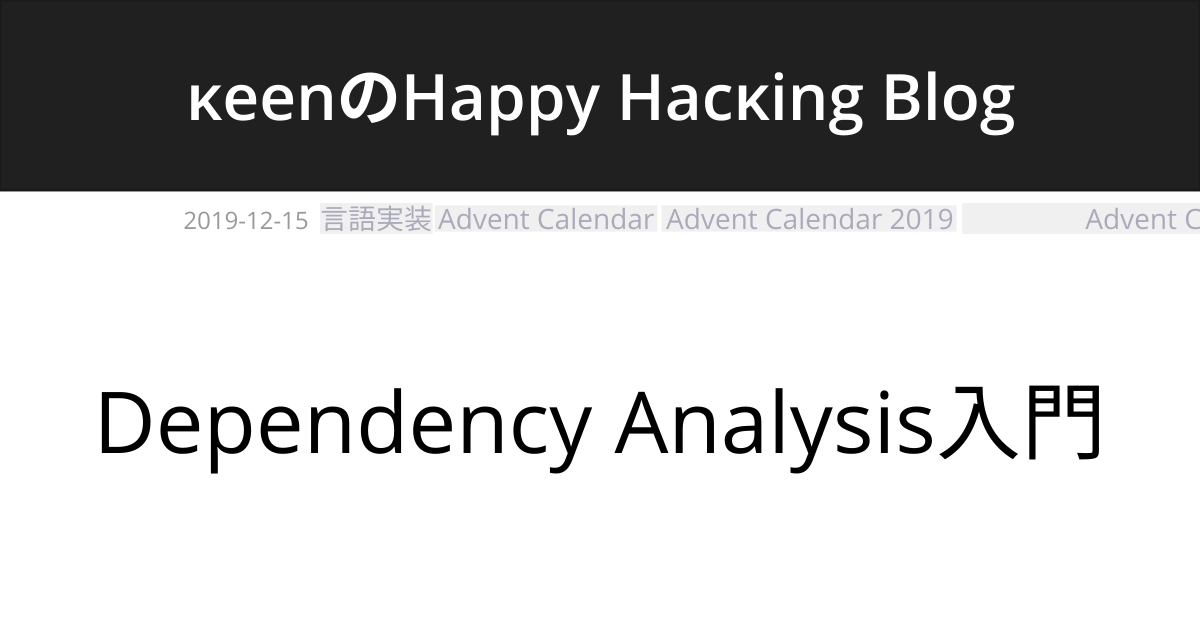 κeenのHappy Hacκing Blog
2019-12-15 言語実装 Advent Calendar Advent Calendar 2019 Advent C
Dependency Analysis入門